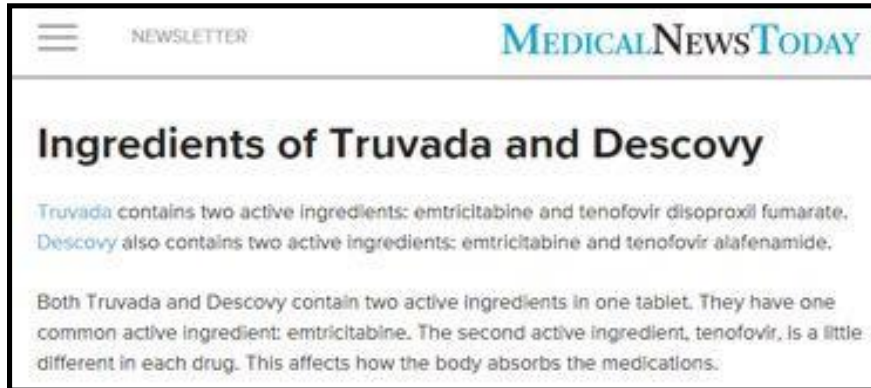 NEWSLETTER
MEDICALNEWSTODAY
Ingredients of Truvada and Descovy
Truvada contains two active ingredients: emtricitabine and tenofovir disoproxil fumarate.
Descovy also contains two active ingredients: emtricitabine and tenofovir alafenamide.
Both Truvada and Descovy contain two active ingredients in one tablet. They have one
common active ingredient: emtricitabine. The second active ingredient, tenofovir, is a little
different in each drug. This affects how the body absorbs the medications.